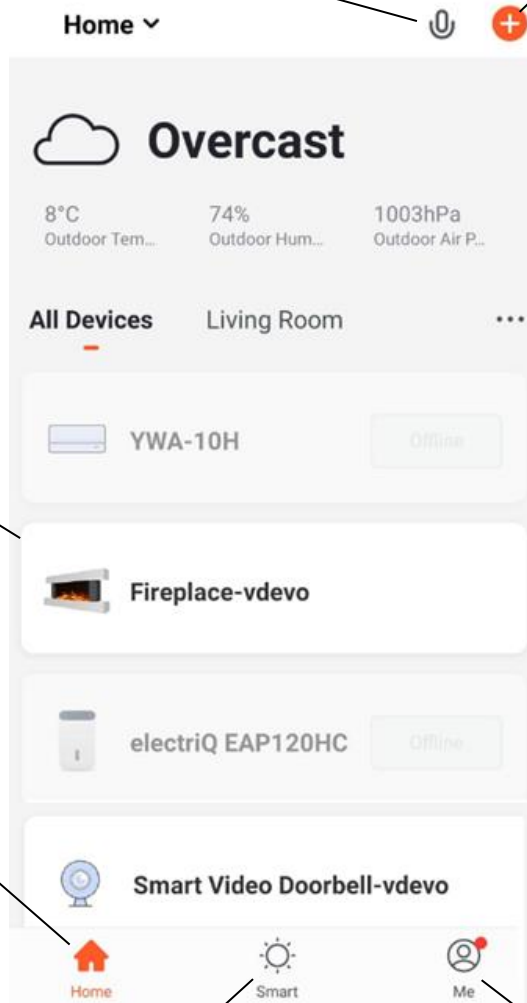 Home
Overcast
8°C 74% 1003hPa
Outdoor Tem... Outdoor Hum... Outdoor Air P...
All Devices Living Room
YWA-10H Offline
Fireplace-vdevo
electriQ EAP120HC Offline
Smart Video Doorbell-vdevo
Home Smart Me